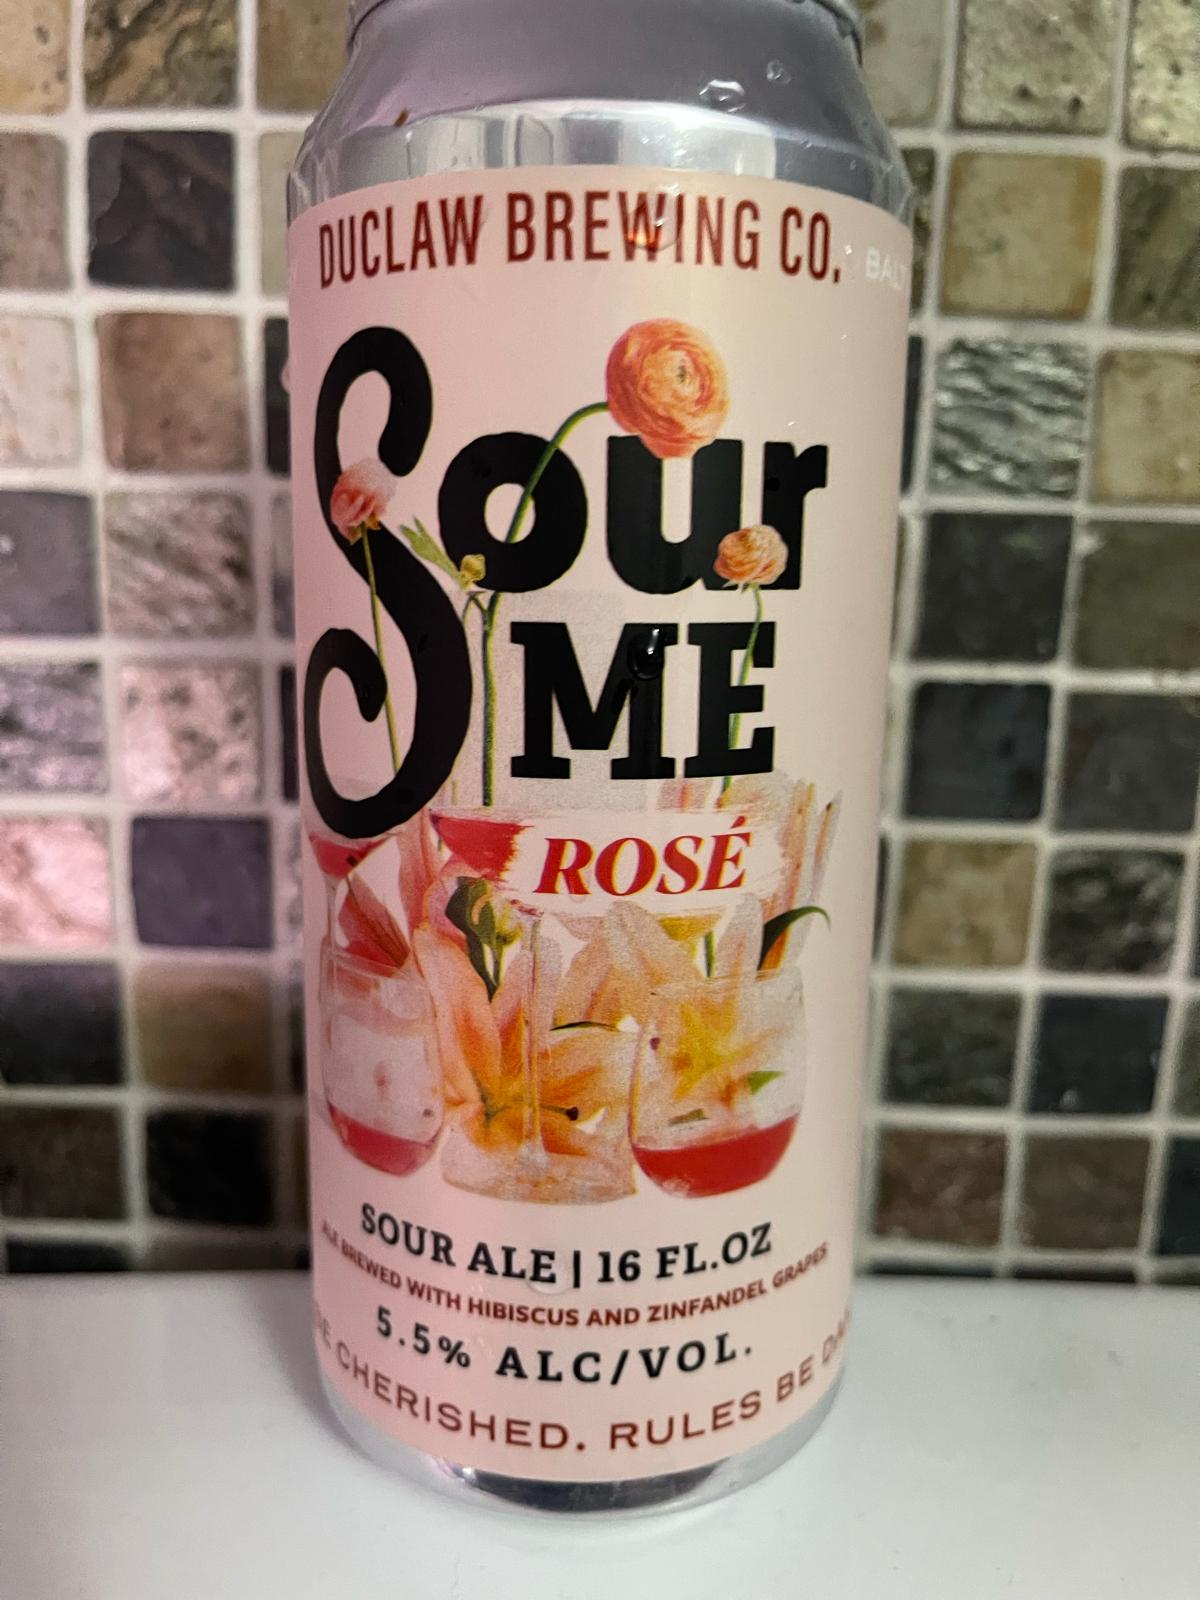 DUCLAW BREWING CO.
Sour
ME
ROSÉ
SOUR ALE | 16 FL.OZ
ALE BREWED WITH HIBISCUS AND ZINFANDEL GRAPES
5.5% ALC/VOL.
CHERISHED. RULES BE